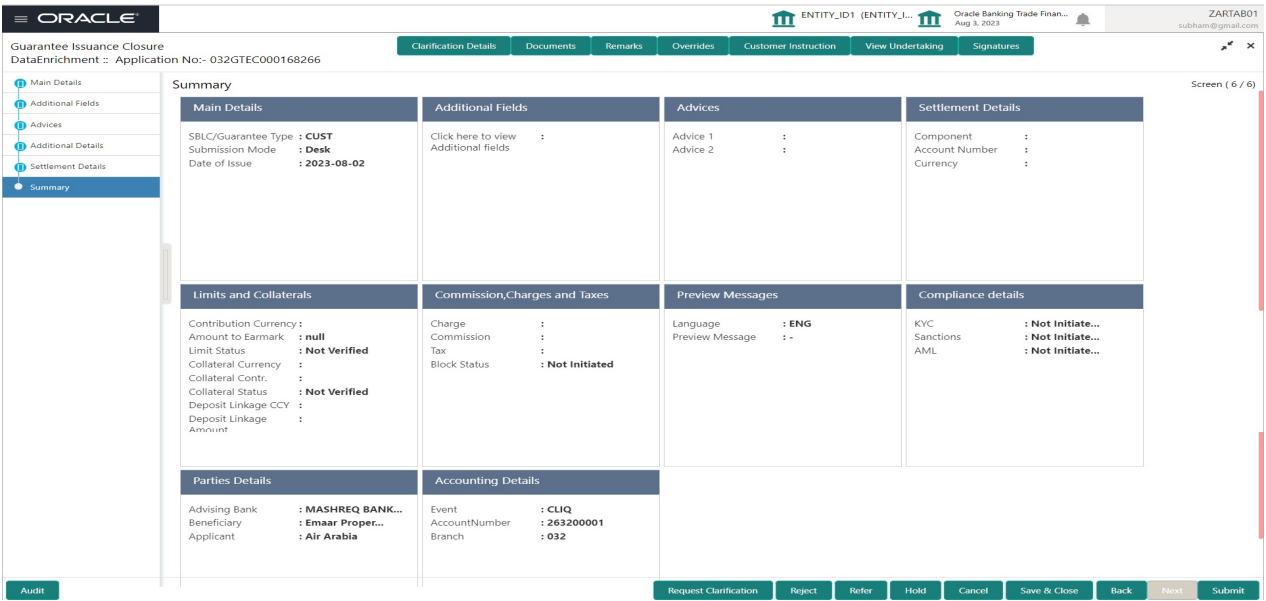 ORACLE
ENTITY_ID1 (ENTITY_I...
Oracle Banking Trade Finan...
Aug 3, 2023
ZARTAB01
subham@gmail.com
Guarantee Issuance Closure
DataEnrichment :: Application No:- 032GTEC000168266
Clarification Details
Documents
Remarks
Overrides
Customer Instruction
View Undertaking
Signatures
Main Details
Additional Fields
Advices
Additional Details
Settlement Details
Summary
Summary
Screen ( 6 / 6)
Main Details
SBLC/Guarantee Type : CUST
Submission Mode : Desk
Date of Issue : 2023-08-02
Additional Fields
Click here to view :
Additional fields
Advices
Advice 1 :
Advice 2 :
Settlement Details
Component :
Account Number :
Currency :
Limits and Collaterals
Contribution Currency :
Amount to Earmark : null
Limit Status : Not Verified
Collateral Currency :
Collateral Contr. :
Collateral Status : Not Verified
Deposit Linkage CCY :
Deposit Linkage :
Amount
Commission,Charges and Taxes
Charge :
Commission :
Tax :
Block Status : Not Initiated
Preview Messages
Language : ENG
Preview Message : -
Compliance details
KYC : Not Initiate...
Sanctions : Not Initiate...
AML : Not Initiate...
Parties Details
Advising Bank : MASHREQ BANK...
Beneficiary : Emaar Proper...
Applicant : Air Arabia
Accounting Details
Event : CLIQ
AccountNumber : 263200001
Branch : 032
Audit
Request Clarification
Reject
Refer
Hold
Cancel
Save & Close
Back
Next
Submit